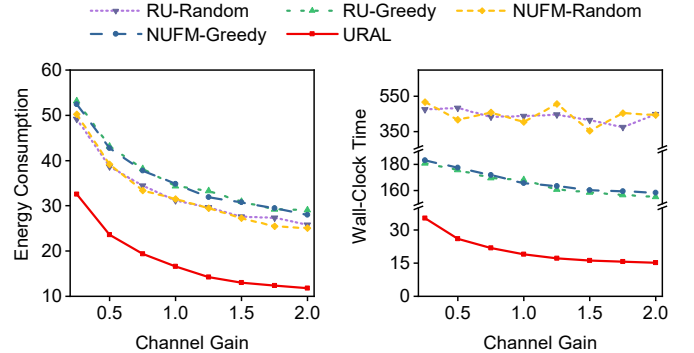 RU-Random RU-Greedy NUFM-Random
NUFM-Greedy URAL
Energy Consumption
60
50
40
30
20
10
0.5 1.0 1.5 2.0
Channel Gain
Wall-Clock Time
550
350
180
160
30
15
0
0.5 1.0 1.5 2.0
Channel Gain